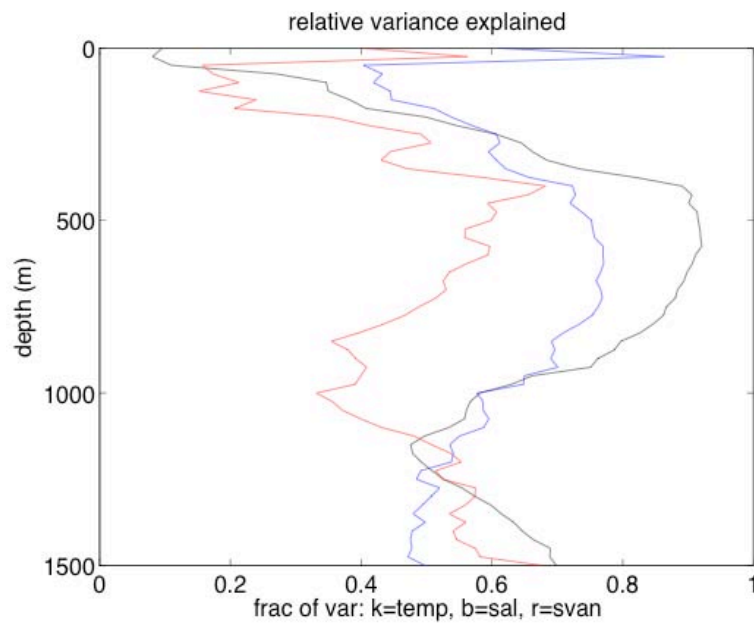 relative variance explained
0
500
1000
1500
depth (m)
0 0.2 0.4 0.6 0.8 1
frac of var: k=temp, b=sal, r=svan